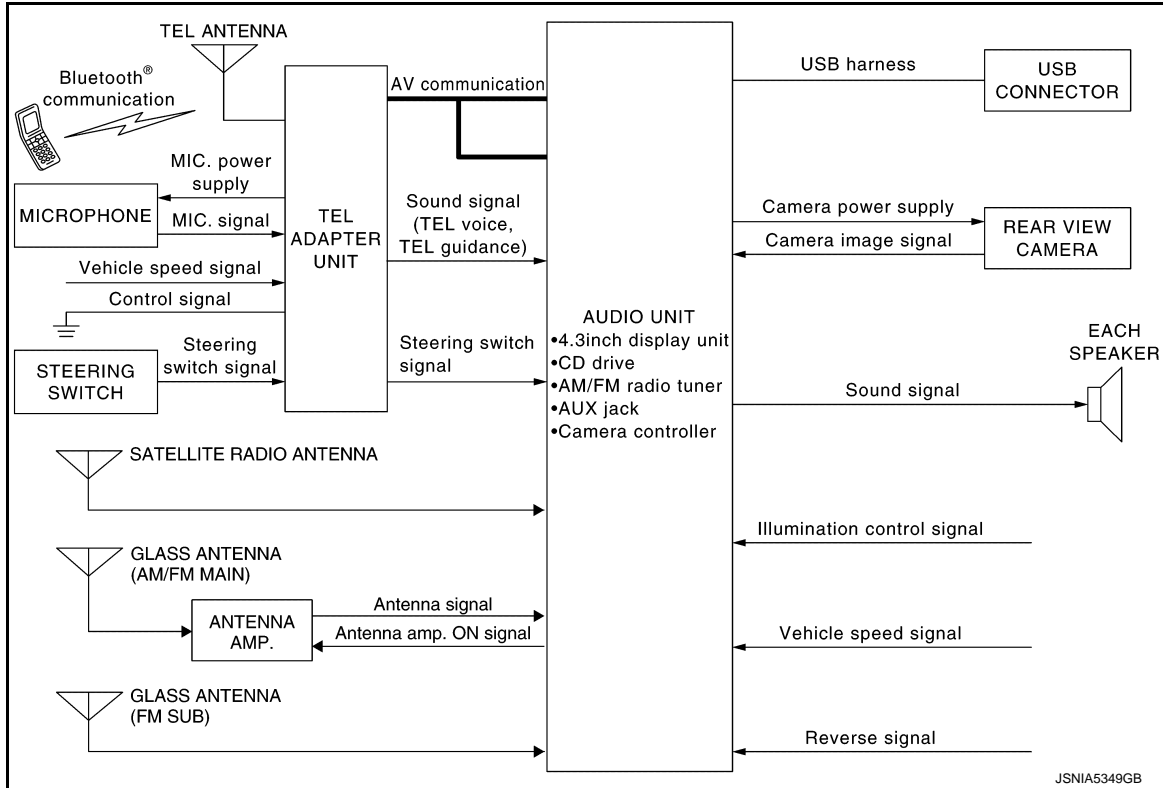 TEL ANTENNA
Bluetooth®
communication
MIC. power
supply
MICROPHONE
MIC. signal
Vehicle speed signal
Control signal
Steering
switch signal
STEERING
SWITCH
TEL
ADAPTER
UNIT
AV communication
Sound signal
(TEL voice,
TEL guidance)
Steering switch
signal
SATELLITE RADIO ANTENNA
GLASS ANTENNA
(AM/FM MAIN)
ANTENNA
AMP.
Antenna signal
Antenna amp. ON signal
GLASS ANTENNA
(FM SUB)
AUDIO UNIT
•4.3inch display unit
•CD drive
•AM/FM radio tuner
•AUX jack
•Camera controller
USB harness
USB
CONNECTOR
Camera power supply
Camera image signal
REAR VIEW
CAMERA
EACH
SPEAKER
Sound signal
Illumination control signal
Vehicle speed signal
Reverse signal
JSNIA5349GB